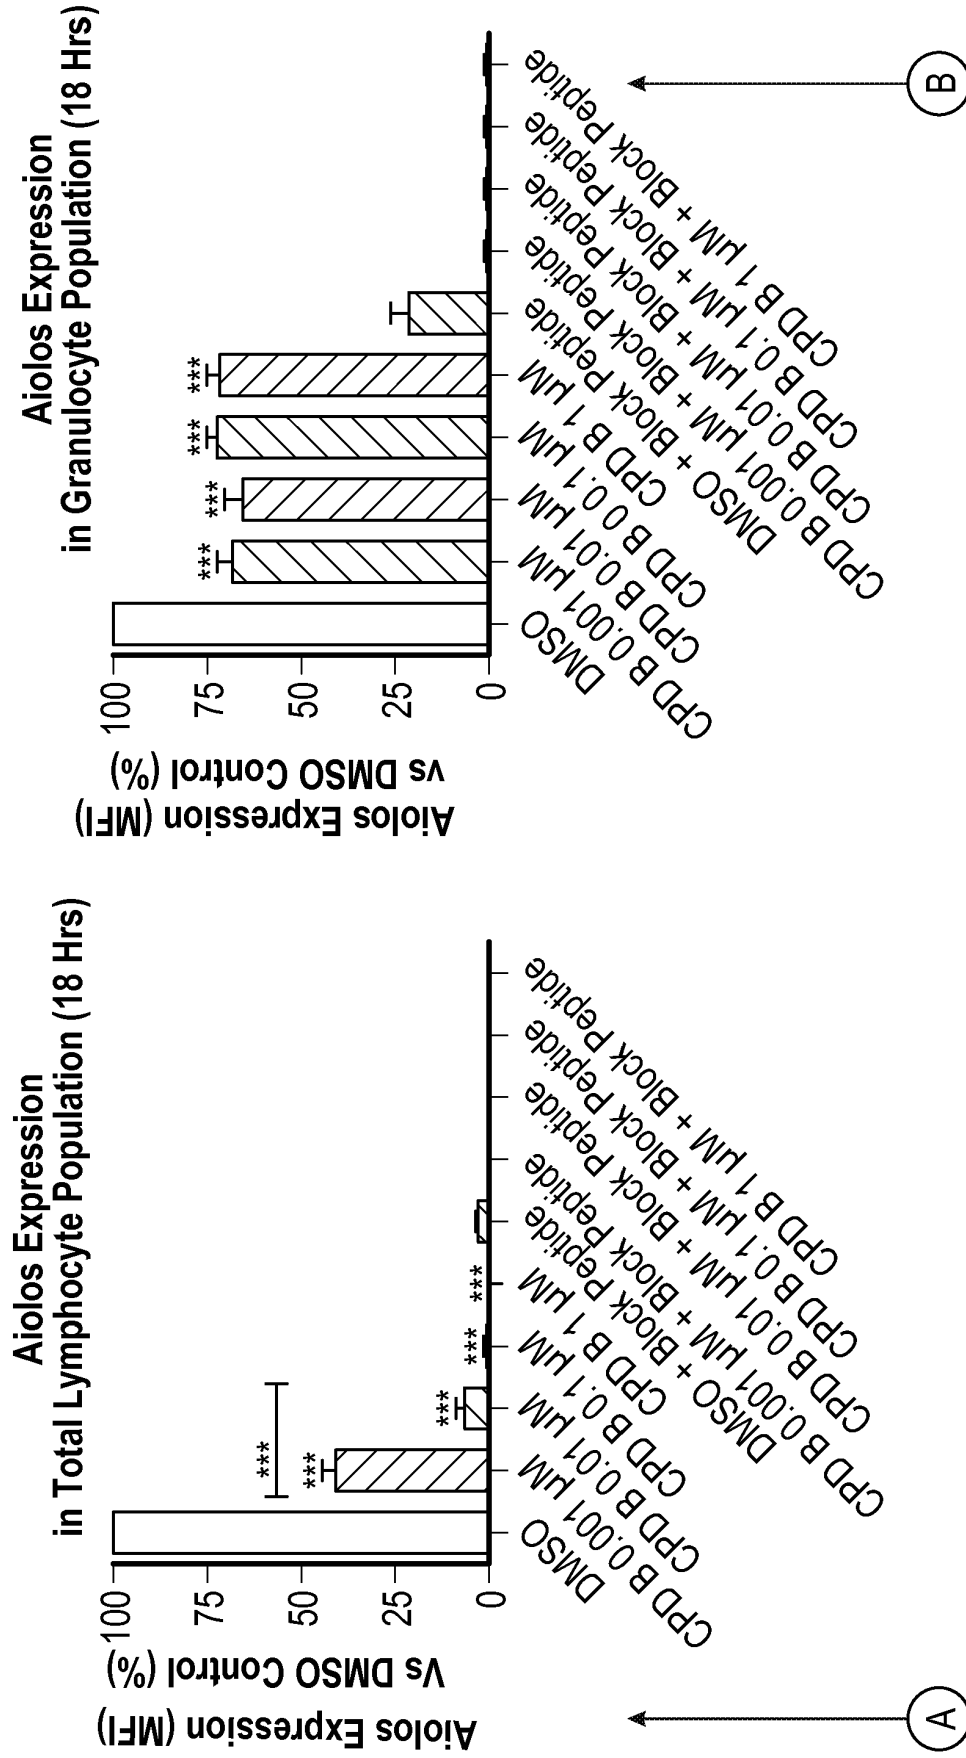 Aiolos Expression
in Total Lymphocyte Population (18 Hrs)
Aiolos Expression (MFI)
Vs DMSO Control (%)
100
75
50
25
0
***
***
***
***
***
DMSO
CPD B 0.001 µM
CPD B 0.01 µM
CPD B 0.1 µM
CPD B 1 µM
DMSO + Block Peptide
CPD B 0.001 µM + Block Peptide
CPD B 0.01 µM + Block Peptide
CPD B 0.1 µM + Block Peptide
CPD B 1 µM + Block Peptide
A
Aiolos Expression
in Granulocyte Population (18 Hrs)
Aiolos Expression (MFI)
vs DMSO Control (%)
100
75
50
25
0
***
***
***
***
DMSO
CPD B 0.001 µM
CPD B 0.01 µM
CPD B 0.1 µM
CPD B 1 µM
DMSO + Block Peptide
CPD B 0.001 µM + Block Peptide
CPD B 0.01 µM + Block Peptide
CPD B 0.1 µM + Block Peptide
CPD B 1 µM + Block Peptide
B